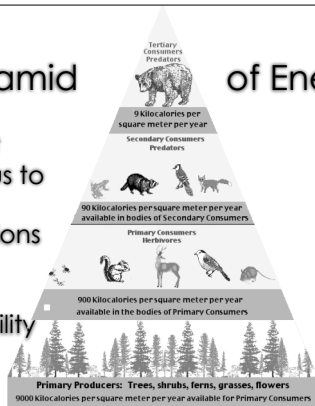 Tertiary
Consumers
Predators
amid of Ene
9 Kilocalories per
square meter per year
Secondary Consumers
Predators
us to
90 Kilocalories per square meter per year
available in bodies of Secondary Consumers
ons
Primary Consumers
Herbivores
900 Kilocalories per square meter per year
available in the bodies of Primary Consumers
ility
Primary Producers: Trees, shrubs, ferns, grasses, flowers
9000 Kilocalories per square meter per year available for Primary Consumers